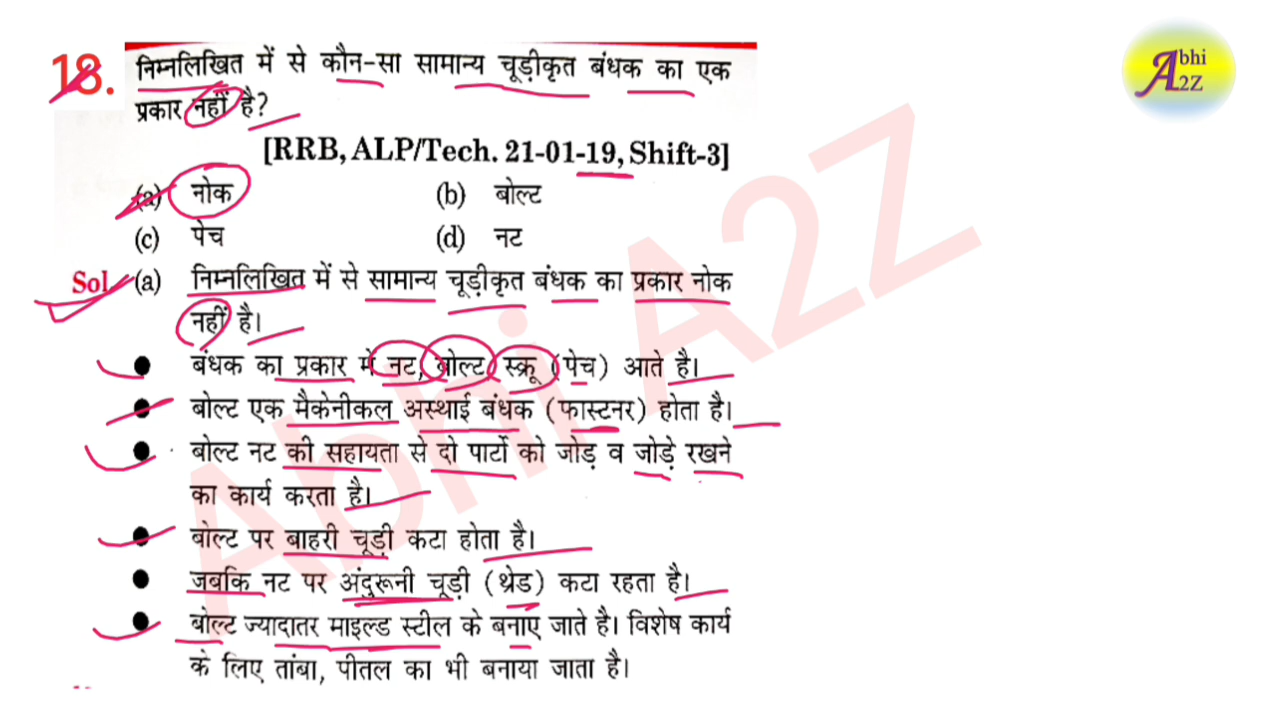 Abhi
A2Z
18. निम्नलिखित में से कौन-सा सामान्य चूड़ीकृत बंधक का एक
प्रकार नहीं है?
[RRB, ALP/Tech. 21-01-19, Shift-3]
(a) नोक (b) बोल्ट
(c) पेच (d) नट
Sol. (a) निम्नलिखित में से सामान्य चूड़ीकृत बंधक का प्रकार नोक
नहीं है।
● बंधक का प्रकार में नट, बोल्ट, स्क्रू (पेच) आते है।
● बोल्ट एक मैकेनीकल अस्थाई बंधक (फास्टनर) होता है।
● बोल्ट नट की सहायता से दो पार्टो को जोड़ व जोड़े रखने
का कार्य करता है।
● बोल्ट पर बाहरी चूड़ी कटा होता है।
● जबकि नट पर अंदुरूनी चूड़ी (थ्रेड) कटा रहता है।
● बोल्ट ज्यादातर माइल्ड स्टील के बनाए जाते है। विशेष कार्य
के लिए तांबा, पीतल का भी बनाया जाता है।
Abhi A2Z